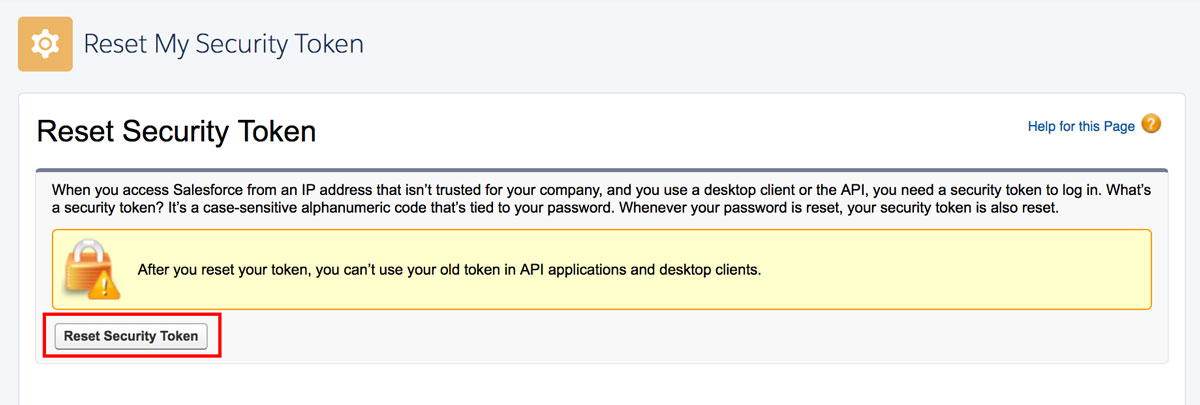 Reset My Security Token
Reset Security Token
Help for this Page ?
When you access Salesforce from an IP address that isn’t trusted for your company, and you use a desktop client or the API, you need a security token to log in. What’s
a security token? It’s a case-sensitive alphanumeric code that’s tied to your password. Whenever your password is reset, your security token is also reset.
After you reset your token, you can’t use your old token in API applications and desktop clients.
Reset Security Token